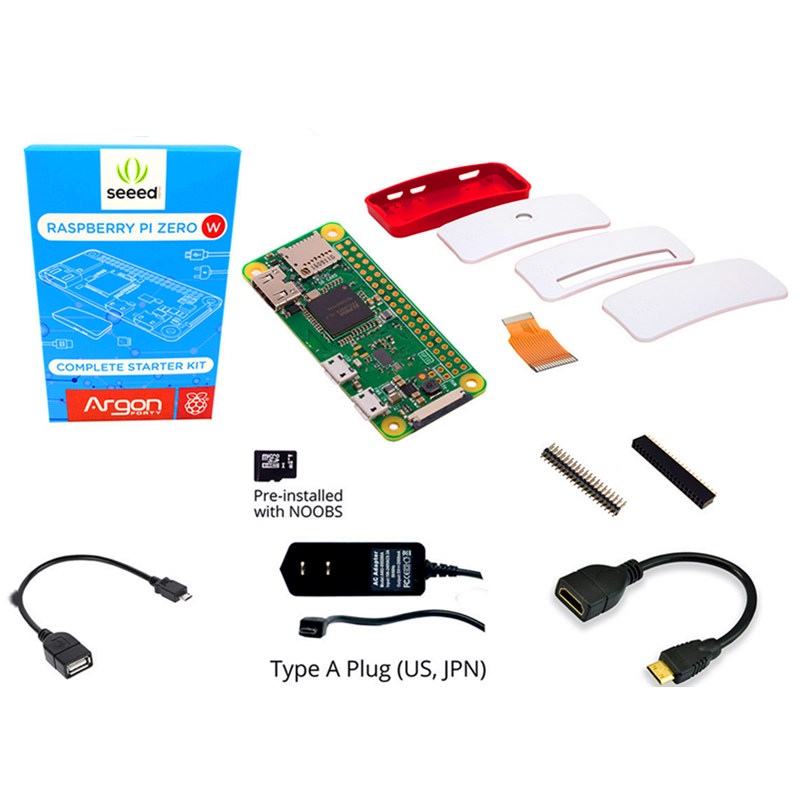 seeed
RASPBERRY PI ZERO W
COMPLETE STARTER KIT
Argon
FORTY
micro
Pre-installed
with NOOBS
AC Adapter
Type A Plug (US, JPN)